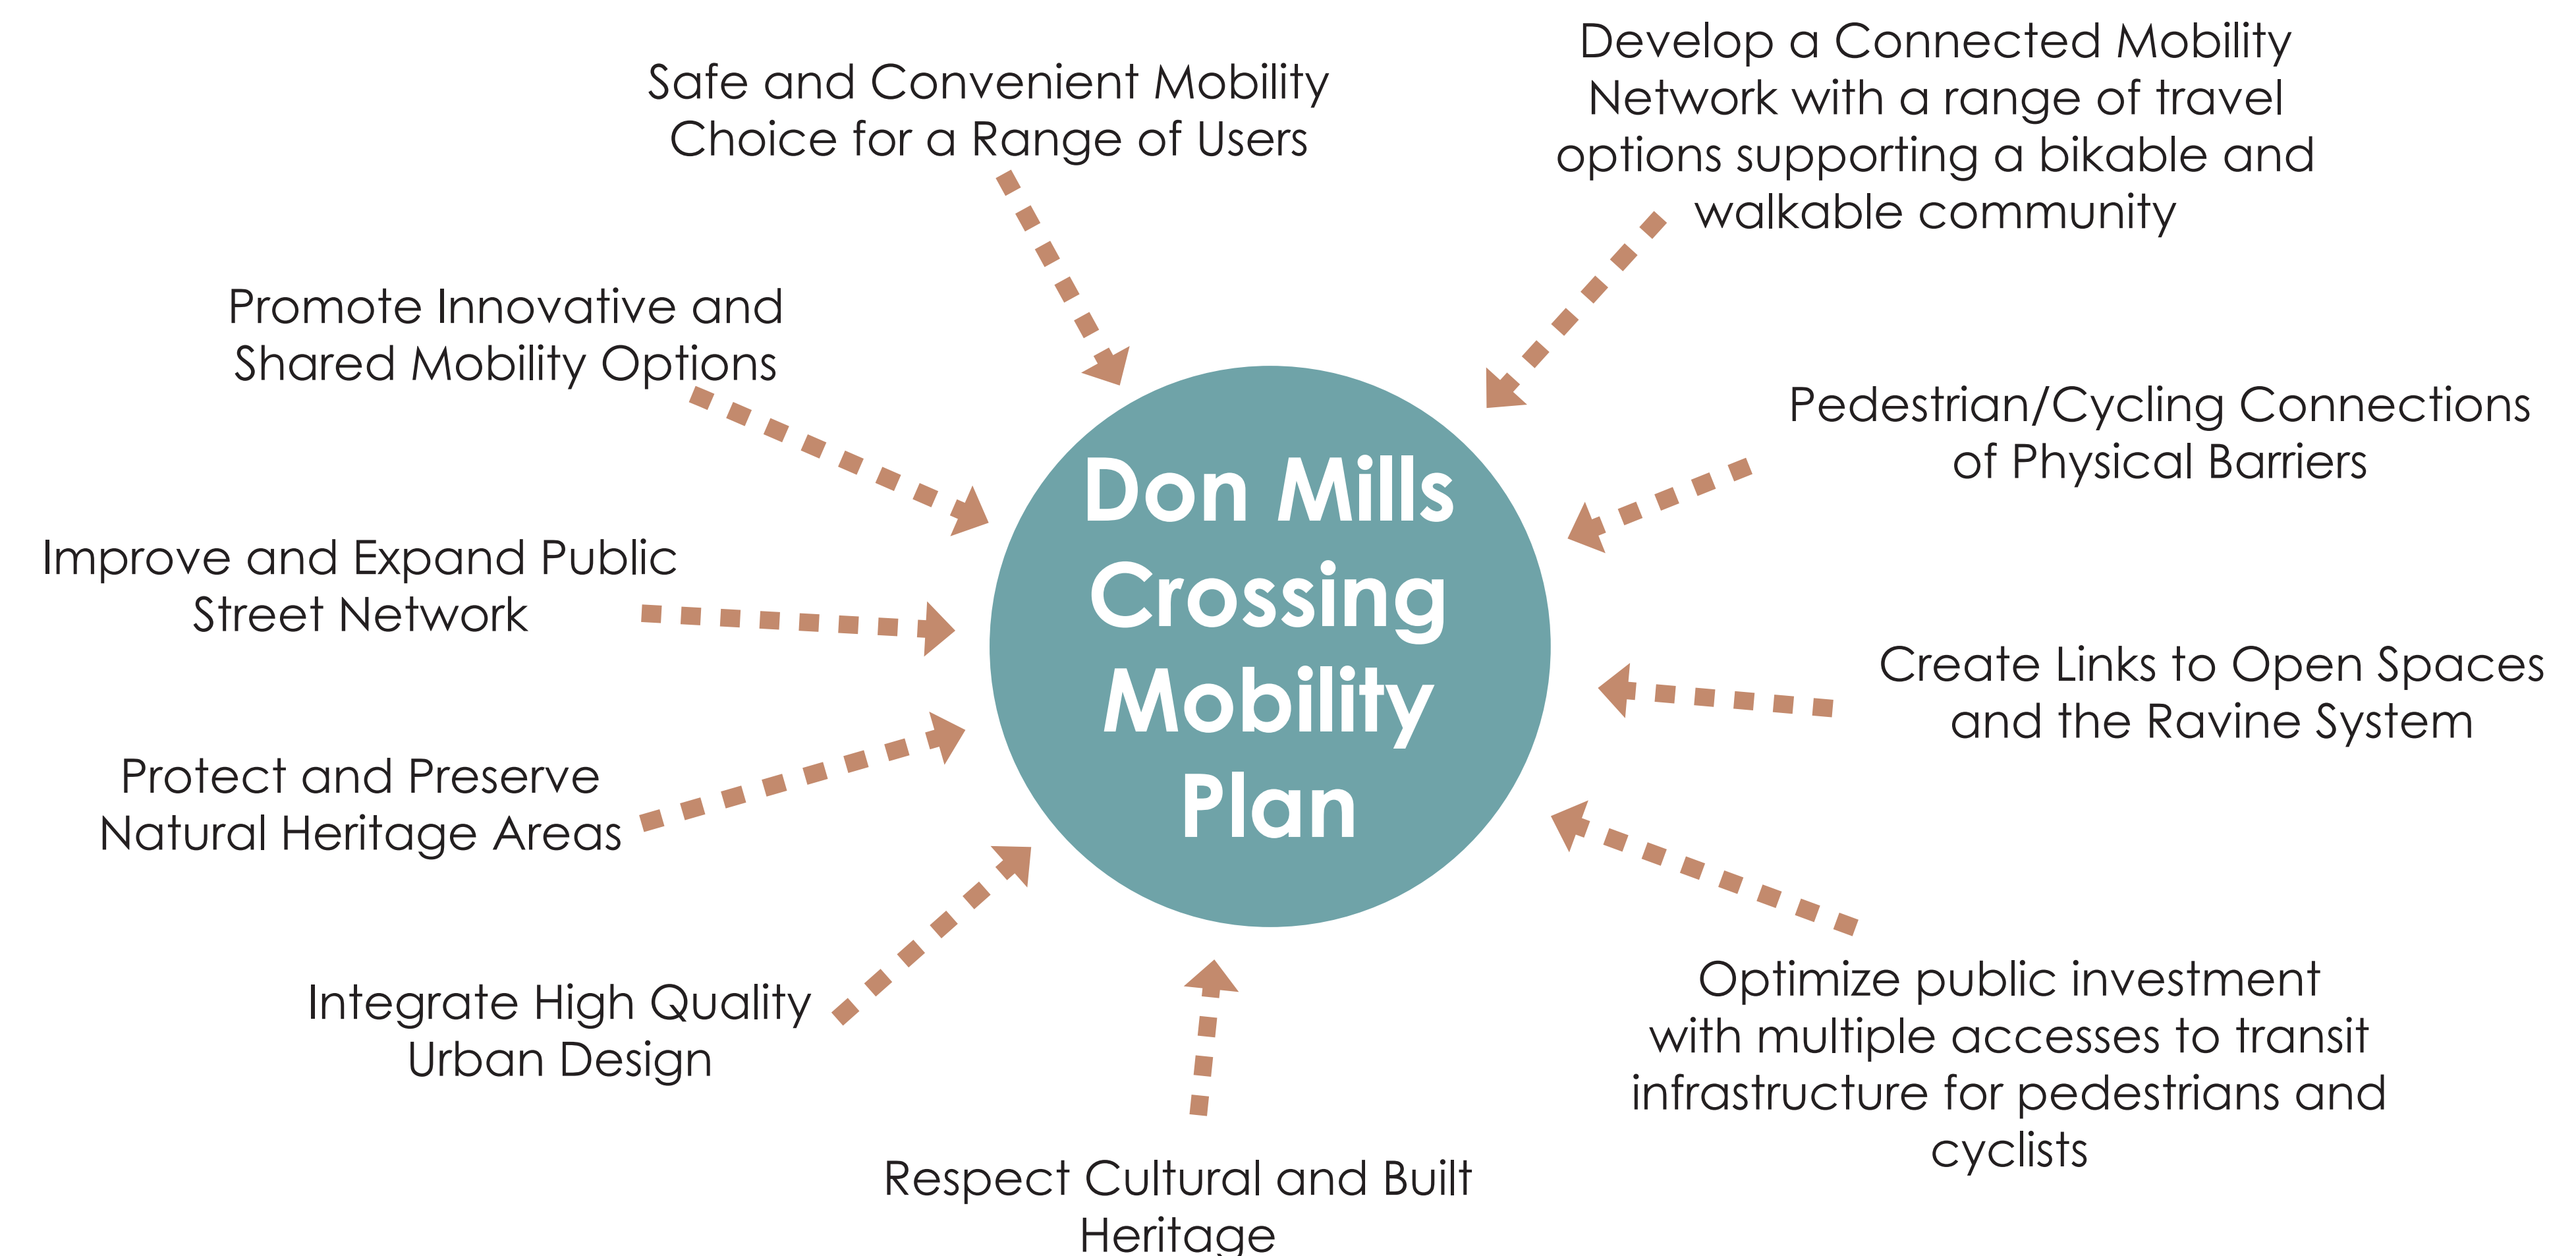 Safe and Convenient Mobility
Choice for a Range of Users
Develop a Connected Mobility
Network with a range of travel
options supporting a bikable and
walkable community
Promote Innovative and
Shared Mobility Options
Pedestrian/Cycling Connections
of Physical Barriers
Improve and Expand Public
Street Network
Don Mills
Crossing
Mobility
Plan
Create Links to Open Spaces
and the Ravine System
Protect and Preserve
Natural Heritage Areas
Integrate High Quality
Urban Design
Optimize public investment
with multiple accesses to transit
infrastructure for pedestrians and
cyclists
Respect Cultural and Built
Heritage